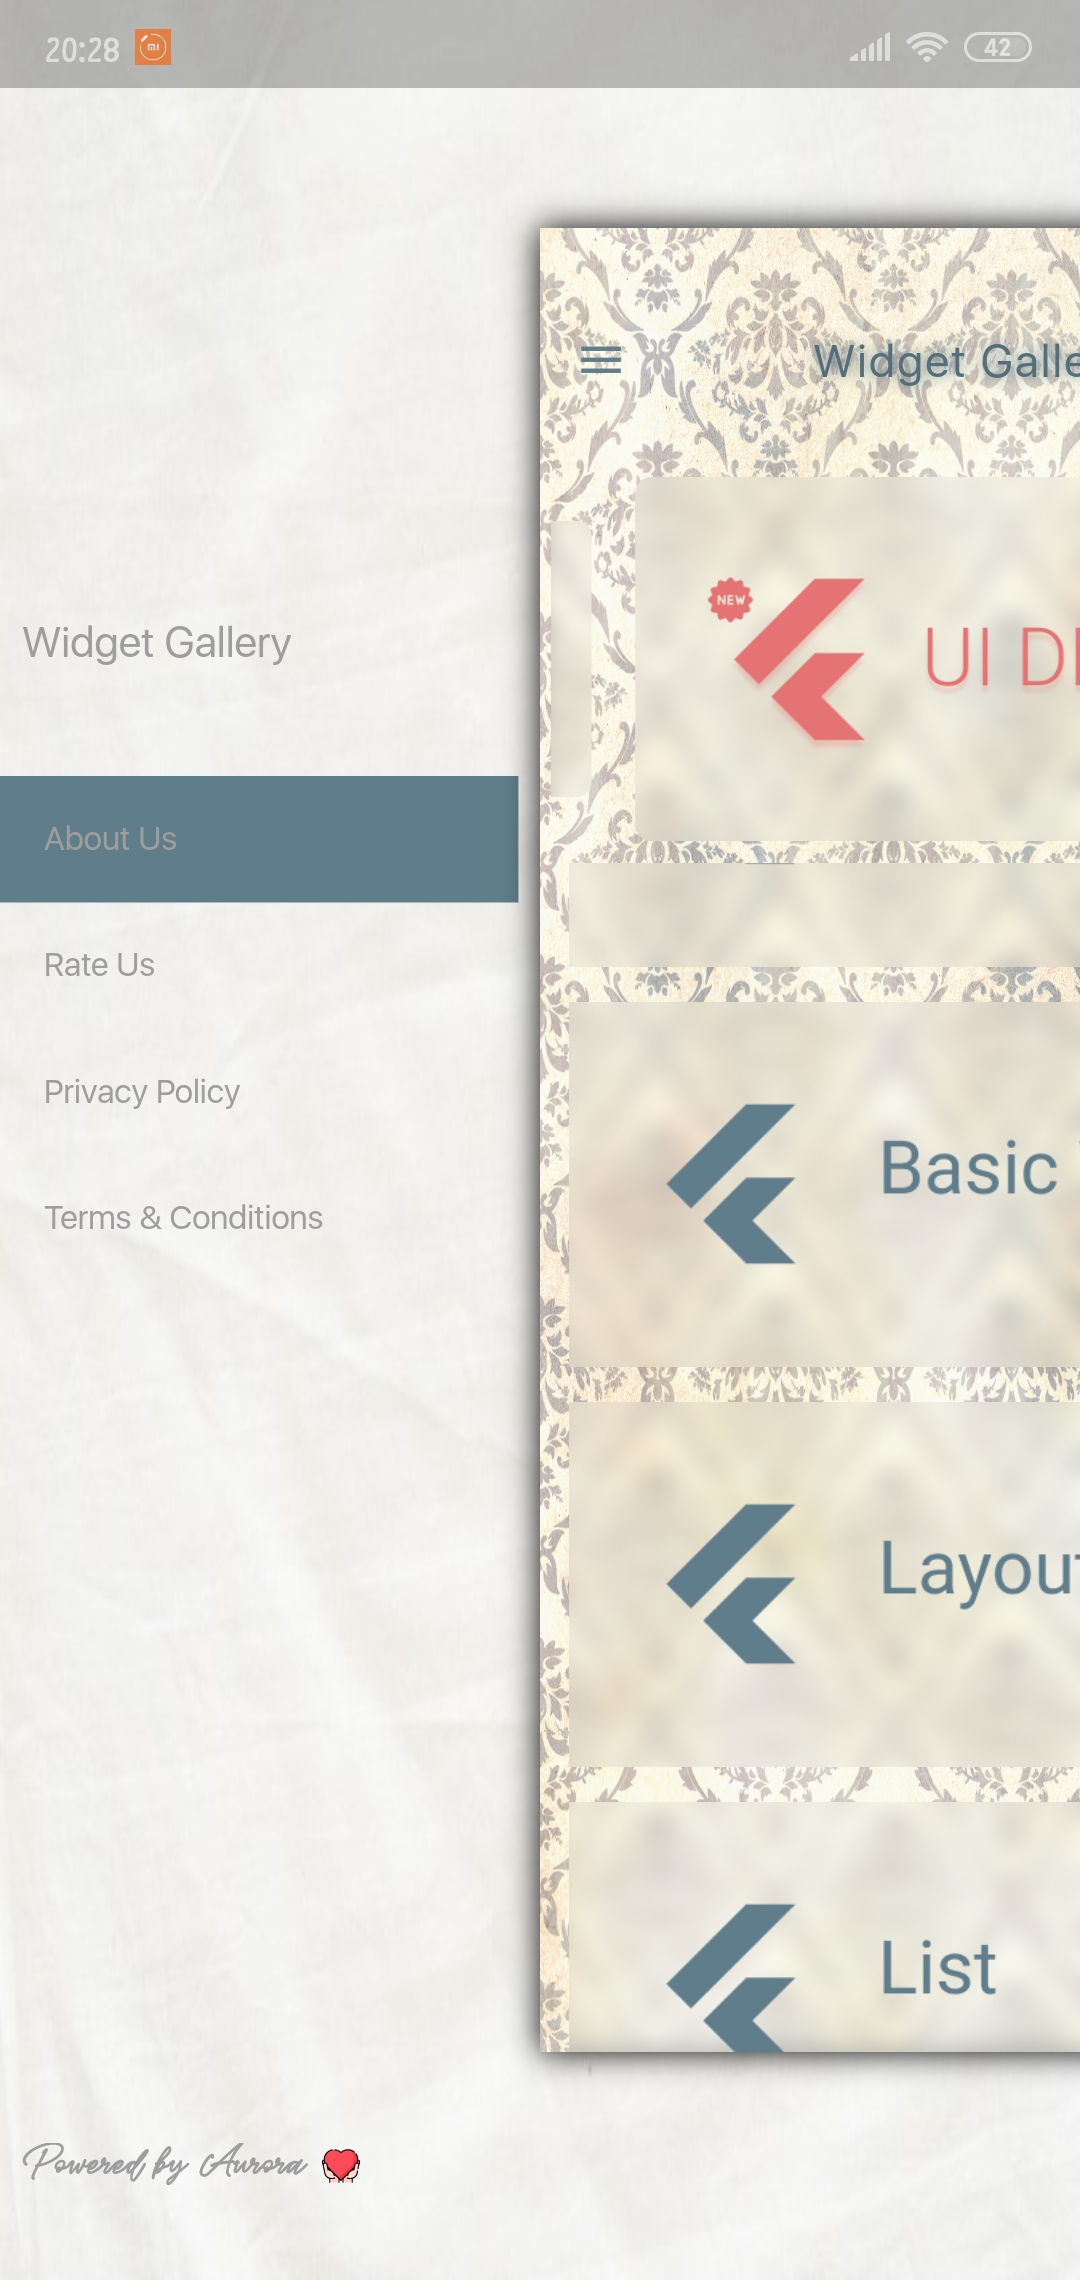 20:28
42
Widget Gallery
About Us
Rate Us
Privacy Policy
Terms & Conditions
Powered by Aurora
Widget Galle
NEW
UI D
Basic
Layou
List